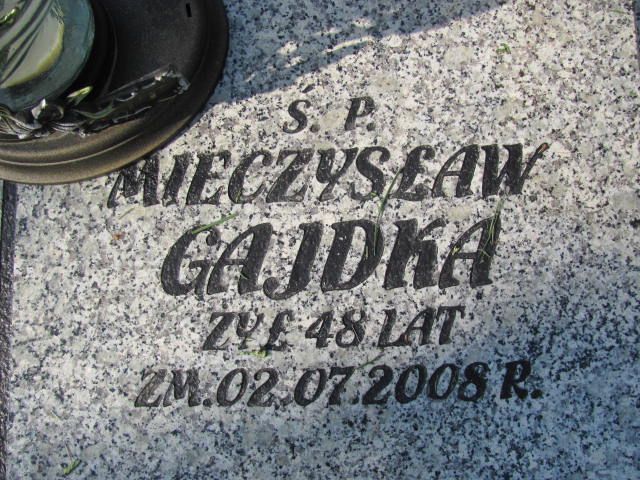 Ś. P.
MIECZYSŁAW
GAJDKA
ŻYŁ 48 LAT
ZM. 02.07.2008 R.